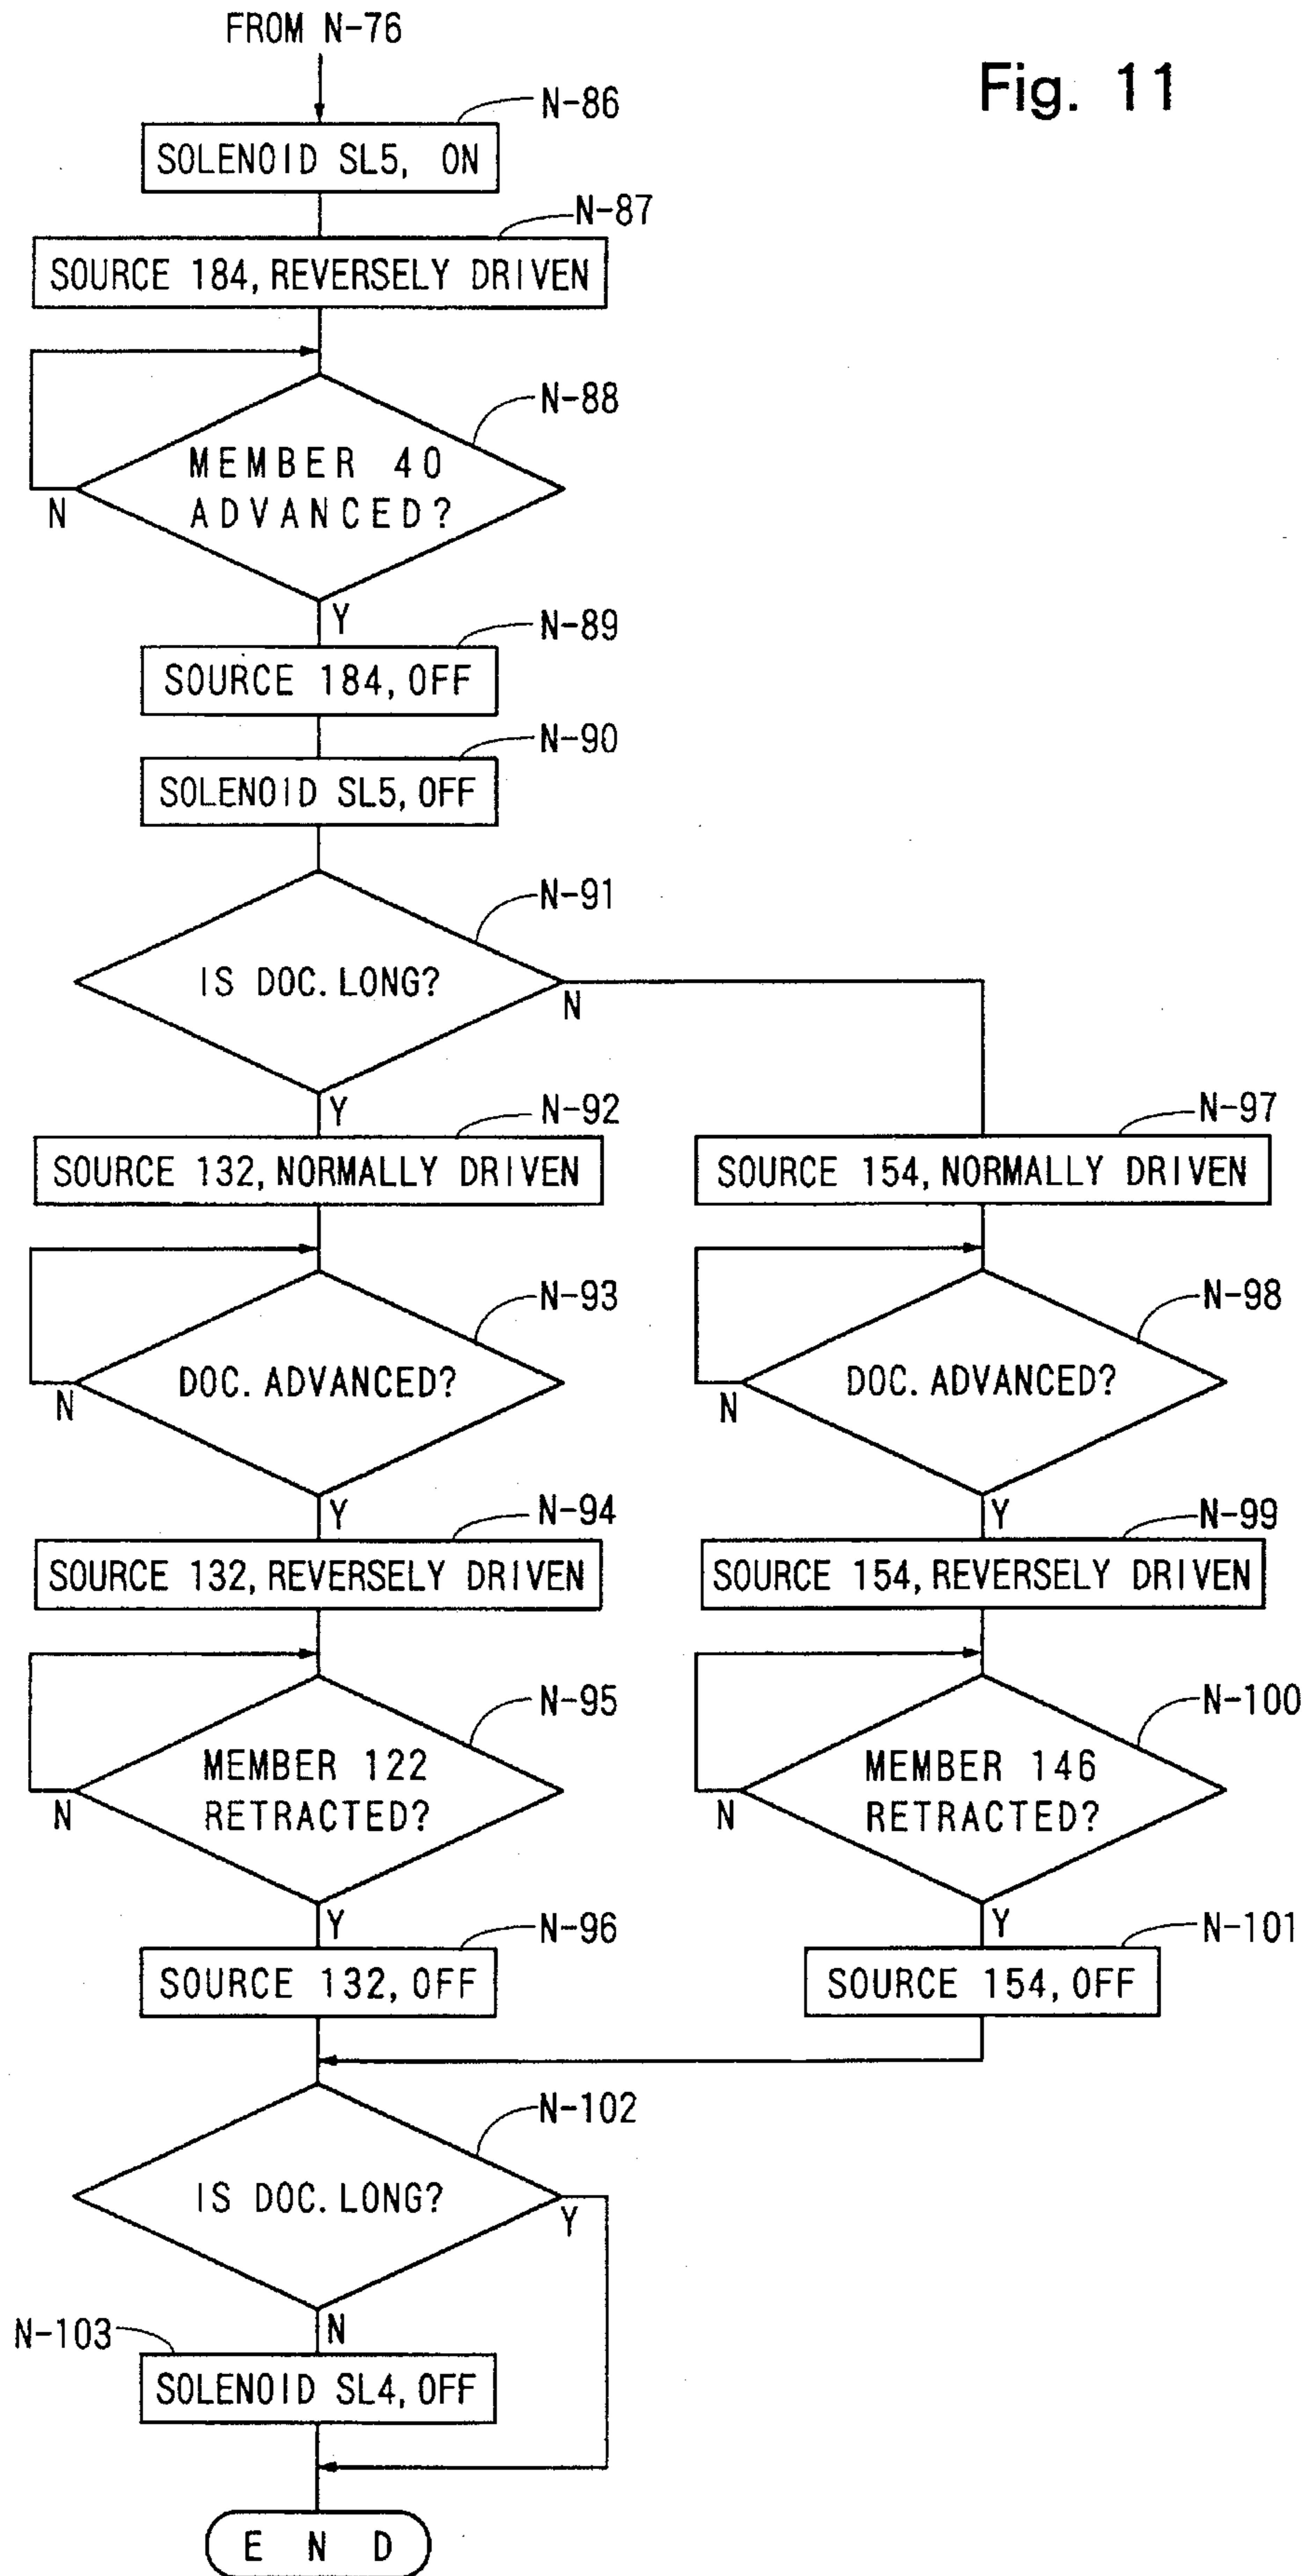 FROM N-76
Fig. 11
N-86
SOLENOID SL5, ON
N-87
SOURCE 184, REVERSELY DRIVEN
N-88
MEMBER 40
ADVANCED?
N
Y
N-89
SOURCE 184, OFF
N-90
SOLENOID SL5, OFF
N-91
IS DOC. LONG?
N
Y
N-92
SOURCE 132, NORMALLY DRIVEN
N-97
SOURCE 154, NORMALLY DRIVEN
N-93
DOC. ADVANCED?
N
Y
N-98
DOC. ADVANCED?
N
Y
N-94
SOURCE 132, REVERSELY DRIVEN
N-99
SOURCE 154, REVERSELY DRIVEN
N-95
MEMBER 122
RETRACTED?
N
Y
N-100
MEMBER 146
RETRACTED?
N
Y
N-96
SOURCE 132, OFF
N-101
SOURCE 154, OFF
N-102
IS DOC. LONG?
Y
N
N-103
SOLENOID SL4, OFF
END